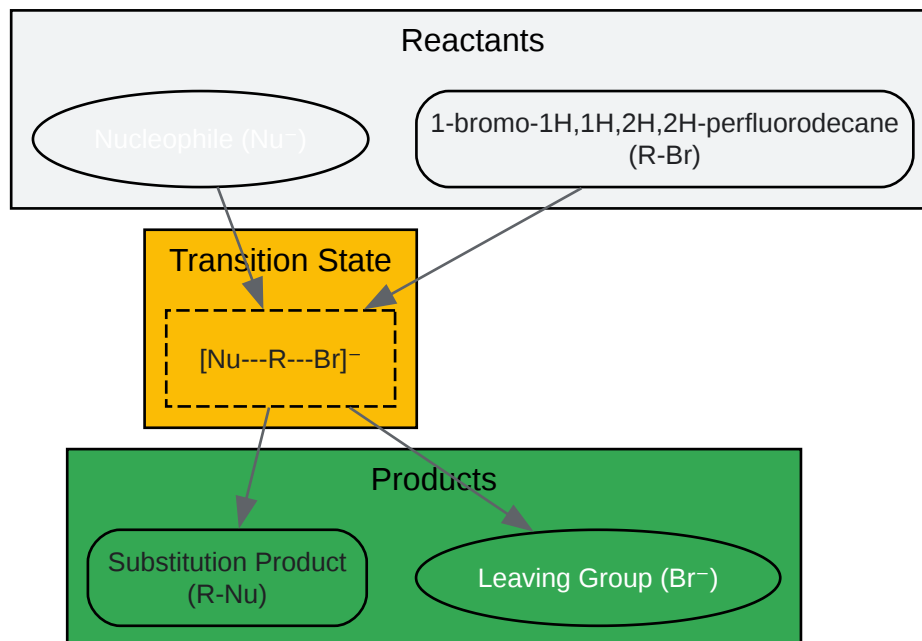 Reactants
Nucleophile (Nu⁻)
1-bromo-1H,1H,2H,2H-perfluorodecane
(R-Br)
Transition State
[Nu---R---Br]⁻
Products
Substitution Product
(R-Nu)
Leaving Group (Br⁻)